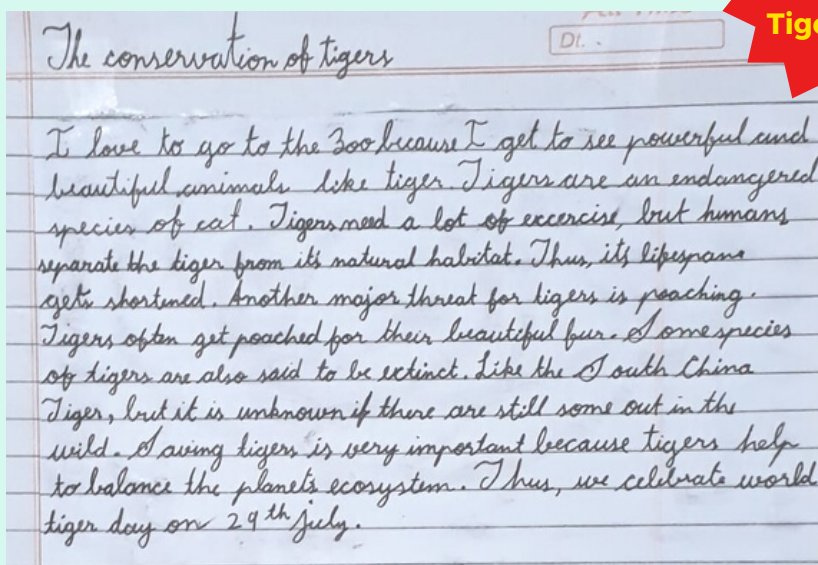 Tige
The conservation of tigers
Dt. .
I love to go to the zoo because I get to see powerful and
beautiful animals like tiger. Tigers are an endangered
species of cat. Tigers need a lot of excercise, but humans
separate the tiger from its natural habitat. Thus, its lifespan
gets shortened. Another major threat for tigers is poaching.
Tigers often get poached for their beautiful fur. Some species
of tigers are also said to be extinct. Like the South China
Tiger, but it is unknown if there are still some out in the
wild. Saving tigers is very important because tigers help
to balance the planets ecosystem. Thus, we celebrate world
tiger day on 29th july.